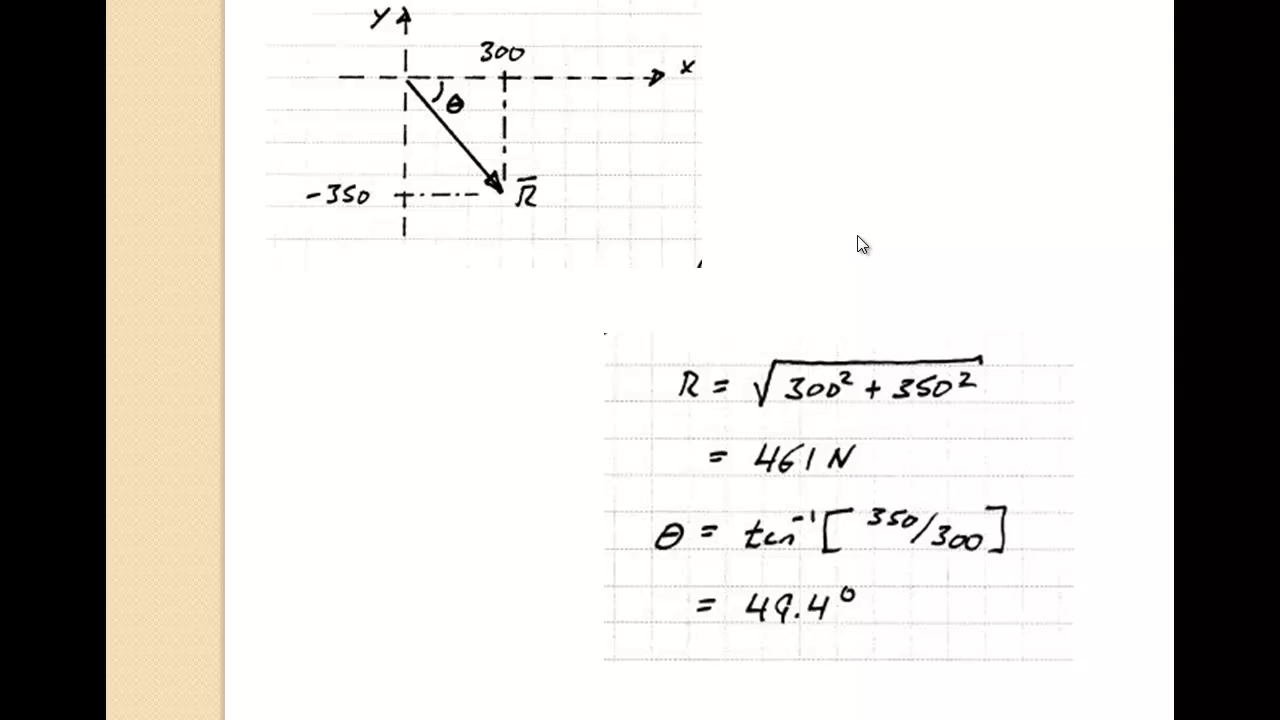 y
300
x
θ
-350
R̅
R = √300² + 350²
= 461 N
θ = tan⁻¹ [ 350/300 ]
= 49.4°